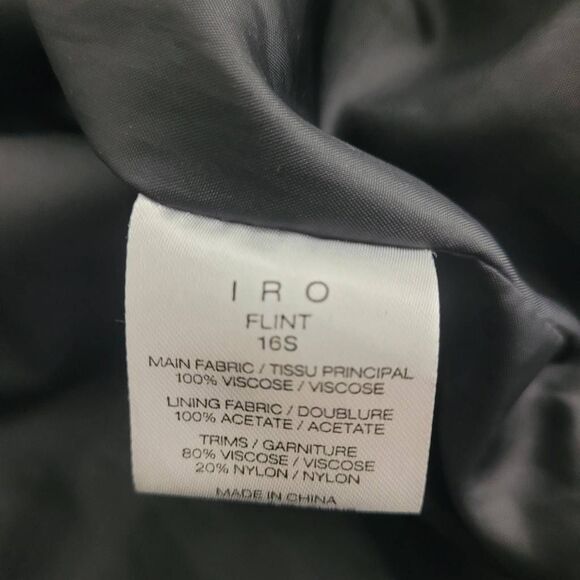 IRO
FLINT
16S
MAIN FABRIC / TISSU PRINCIPAL
100% VISCOSE / VISCOSE
LINING FABRIC / DOUBLURE
100% ACETATE / ACETATE
TRIMS / GARNITURE
80% VISCOSE / VISCOSE
20% NYLON / NYLON
MADE IN CHINA